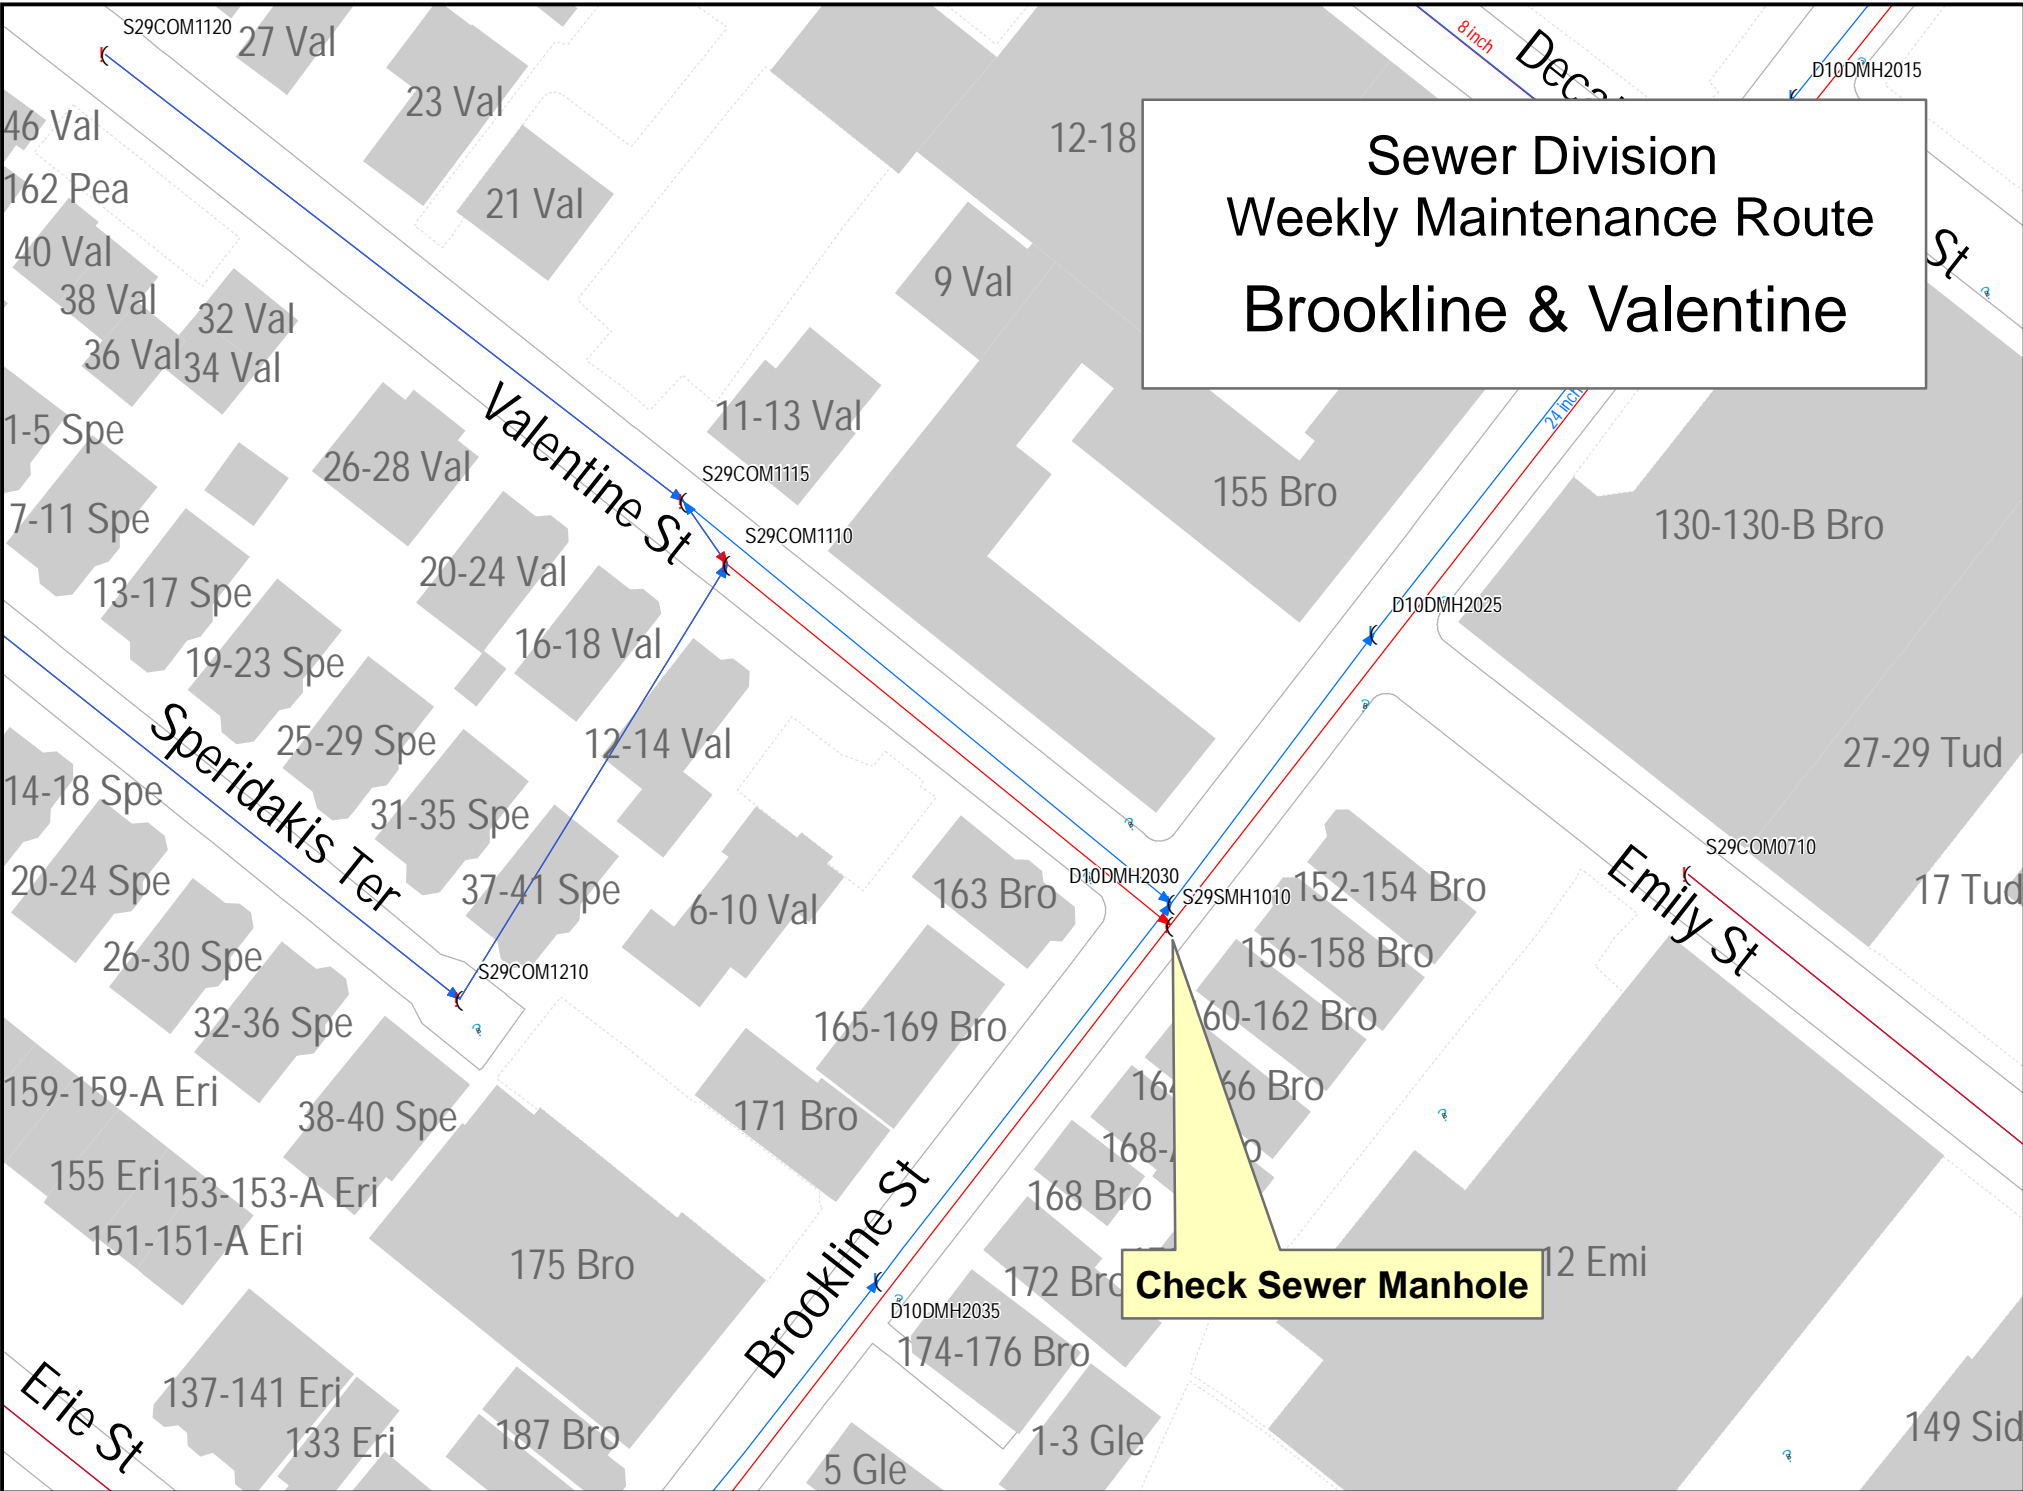 S29COM1120
27 Val
8 inch
D10DMH2015
23 Val
46 Val
12-18
Sewer Division
Weekly Maintenance Route
Brookline & Valentine
St
162 Pea
21 Val
40 Val
9 Val
38 Val
32 Val
36 Val
34 Val
11-13 Val
24 inch
1-5 Spe
Valentine St
26-28 Val
S29COM1115
155 Bro
7-11 Spe
130-130-B Bro
S29COM1110
20-24 Val
13-17 Spe
D10DMH2025
16-18 Val
19-23 Spe
Speridakis Ter
25-29 Spe
12-14 Val
27-29 Tud
14-18 Spe
31-35 Spe
S29COM0710
Emily St
20-24 Spe
37-41 Spe
6-10 Val
163 Bro
D10DMH2030
S29SMH1010
152-154 Bro
17 Tud
26-30 Spe
S29COM1210
156-158 Bro
32-36 Spe
165-169 Bro
60-162 Bro
159-159-A Eri
38-40 Spe
171 Bro
66 Bro
155 Eri
153-153-A Eri
168 Bro
151-151-A Eri
175 Bro
Brookline St
172 Bro
Check Sewer Manhole
12 Emi
D10DMH2035
174-176 Bro
Erie St
137-141 Eri
133 Eri
187 Bro
1-3 Gle
5 Gle
149 Sid